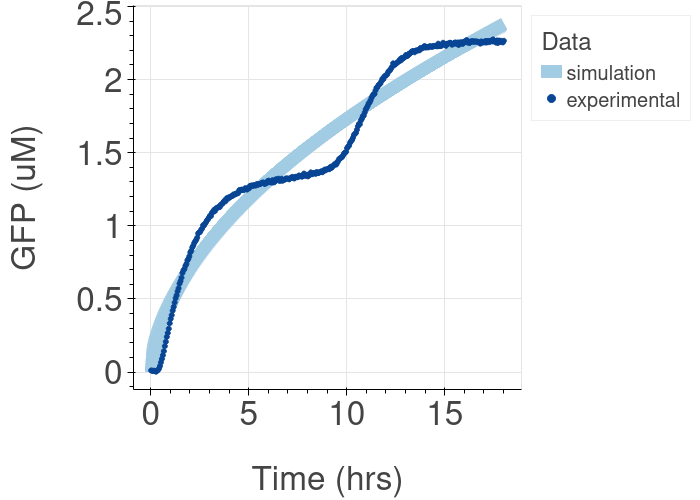 2.5
2
1.5
1
0.5
0
GFP (uM)
0 5 10 15
Time (hrs)
Data
simulation
experimental